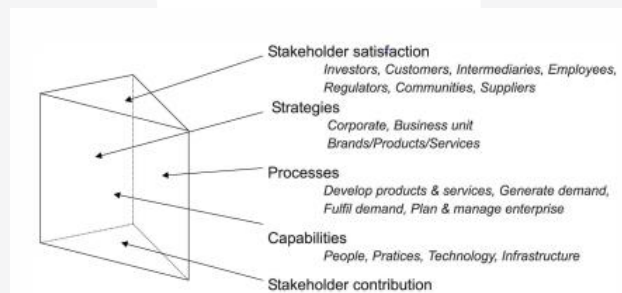 Stakeholder satisfaction
Investors, Customers, Intermediaries, Employees,
Regulators, Communities, Suppliers
Strategies
Corporate, Business unit
Brands/Products/Services
Processes
Develop products & services, Generate demand,
Fulfil demand, Plan & manage enterprise
Capabilities
People, Pratices, Technology, Infrastructure
Stakeholder contribution